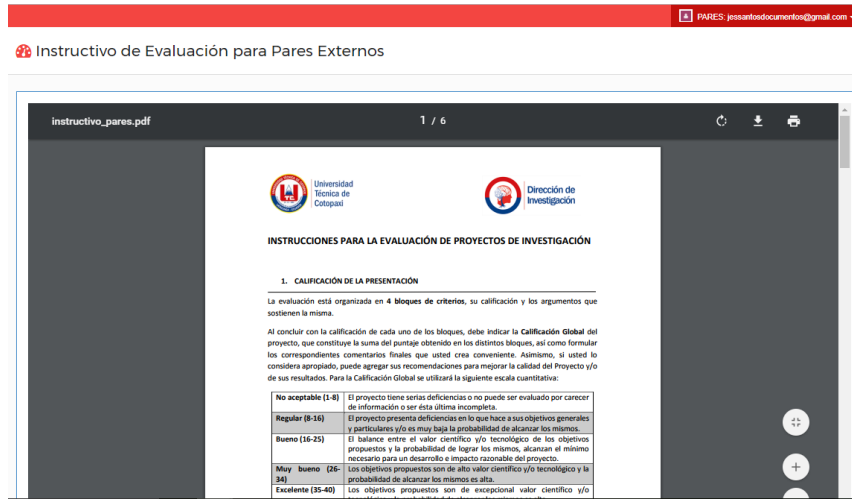 PARES: jessantosdocumentos@gmail.com
Instructivo de Evaluación para Pares Externos
instructivo_pares.pdf
1 / 6
Universidad
Técnica de
Cotopaxi
Dirección de
Investigación
INSTRUCCIONES PARA LA EVALUACIÓN DE PROYECTOS DE INVESTIGACIÓN
1. CALIFICACIÓN DE LA PRESENTACIÓN
La evaluación está organizada en 4 bloques de criterios, su calificación y los argumentos que
sostienen la misma.
Al concluir con la calificación de cada uno de los bloques, debe indicar la Calificación Global del
proyecto, que constituye la suma del puntaje obtenido en los distintos bloques, así como formular
los correspondientes comentarios finales que usted crea conveniente. Asimismo, si usted lo
considera apropiado, puede agregar sus recomendaciones para mejorar la calidad del Proyecto y/o
de sus resultados. Para la Calificación Global se utilizará la siguiente escala cuantitativa:
No aceptable (1-8) El proyecto tiene serias deficiencias o no puede ser evaluado por carecer
de información o ser ésta última incompleta.
Regular (8-16) El proyecto presenta deficiencias en lo que hace a sus objetivos generales
y particulares y/o es muy baja la probabilidad de alcanzar los mismos.
Bueno (16-25) El balance entre el valor científico y/o tecnológico de los objetivos
propuestos y la probabilidad de lograr los mismos, alcanzan el mínimo
necesario para un desarrollo e impacto razonable del proyecto.
Muy bueno (26- Los objetivos propuestos son de alto valor científico y/o tecnológico y la
34) probabilidad de alcanzar los mismos es alta.
Excelente (35-40) Los objetivos propuestos son de excepcional valor científico y/o